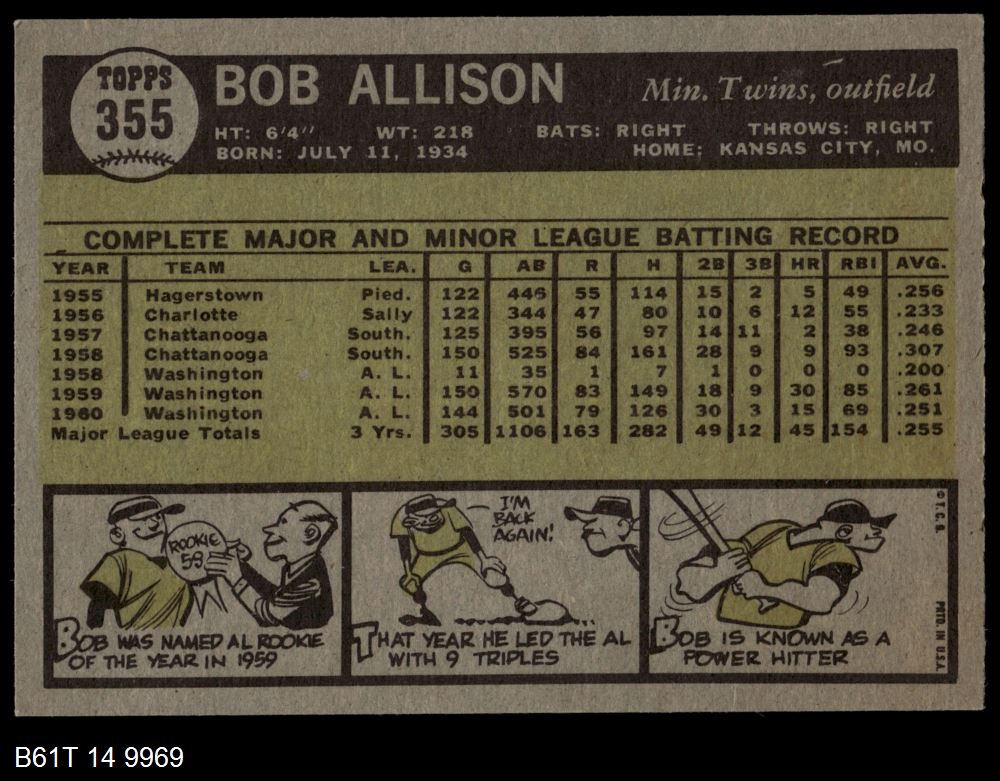 TOPPS
355
BOB ALLISON
Min. Twins, outfield
HT: 6'4" WT: 218 BATS: RIGHT THROWS: RIGHT
BORN: JULY 11, 1934 HOME: KANSAS CITY, MO.
COMPLETE MAJOR AND MINOR LEAGUE BATTING RECORD
YEAR TEAM LEA. G AB R H 2B 3B HR RBI AVG.
1955 Hagerstown Pied. 122 446 55 114 15 2 5 49 .256
1956 Charlotte Sally 122 344 47 80 10 6 12 55 .233
1957 Chattanooga South. 125 395 56 97 14 11 2 38 .246
1958 Chattanooga South. 150 525 84 161 28 9 9 93 .307
1958 Washington A. L. 11 35 1 7 1 0 0 0 .200
1959 Washington A. L. 150 570 83 149 18 9 30 85 .261
1960 Washington A. L. 144 501 79 126 30 3 15 69 .251
Major League Totals 3 Yrs. 305 1106 163 282 49 12 45 154 .255
ROOKIE
59
BOB WAS NAMED AL ROOKIE
OF THE YEAR IN 1959
I'M
BACK
AGAIN!
THAT YEAR HE LED THE AL
WITH 9 TRIPLES
BOB IS KNOWN AS A
POWER HITTER
© T.C.G.
PRTD. IN U.S.A.
B61T 14 9969